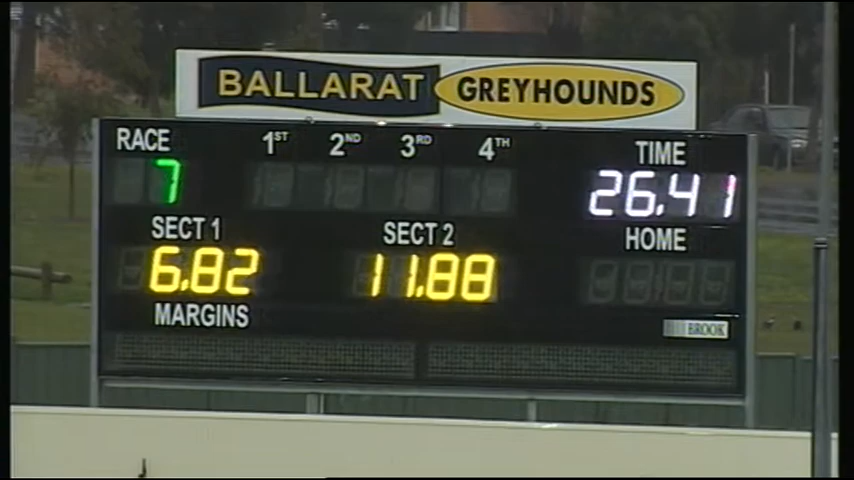 BALLARAT GREYHOUNDS
RACE 1ST 2ND 3RD 4TH TIME
7 26.41
SECT 1 SECT 2 HOME
6.82 11.88
MARGINS
BROOK